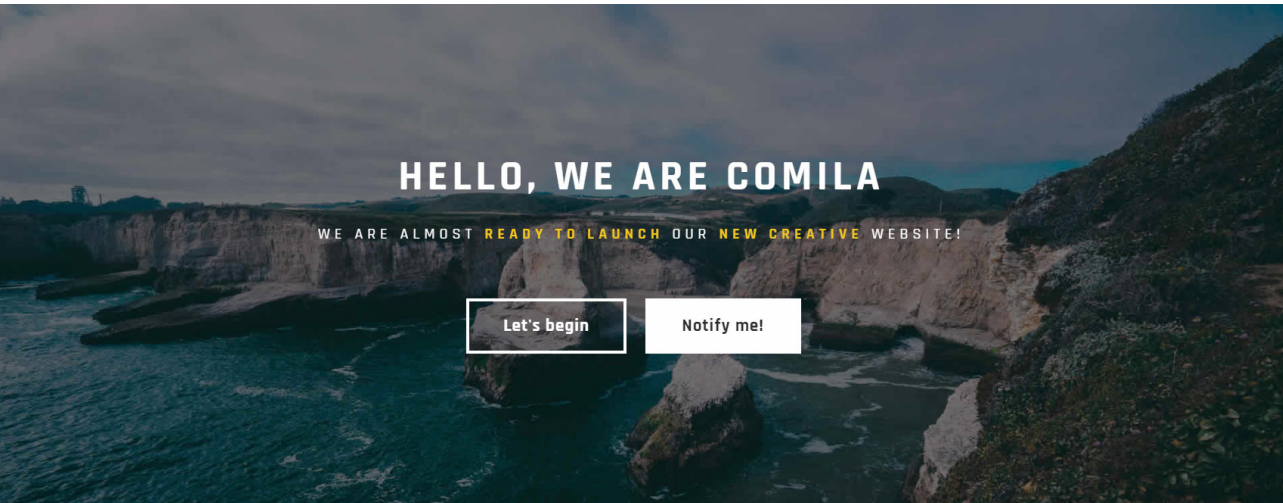 HELLO, WE ARE COMILA
WE ARE ALMOST READY TO LAUNCH OUR NEW CREATIVE WEBSITE!
Let's begin
Notify me!